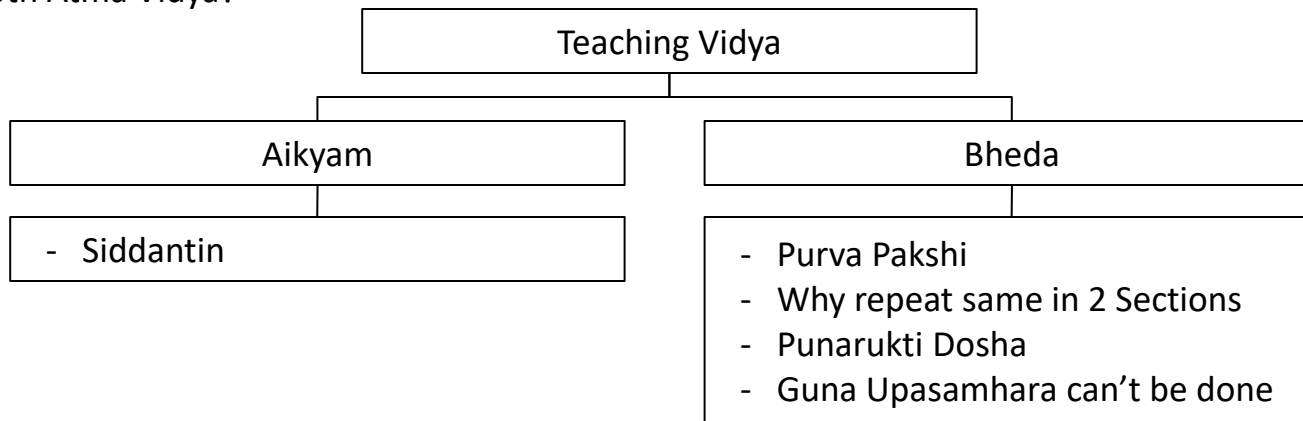 Atma Vidya?
Teaching Vidya
Aikyam
Bheda
- Siddantin
- Purva Pakshi
- Why repeat same in 2 Sections
- Punarukti Dosha
- Guna Upasamhara can’t be done